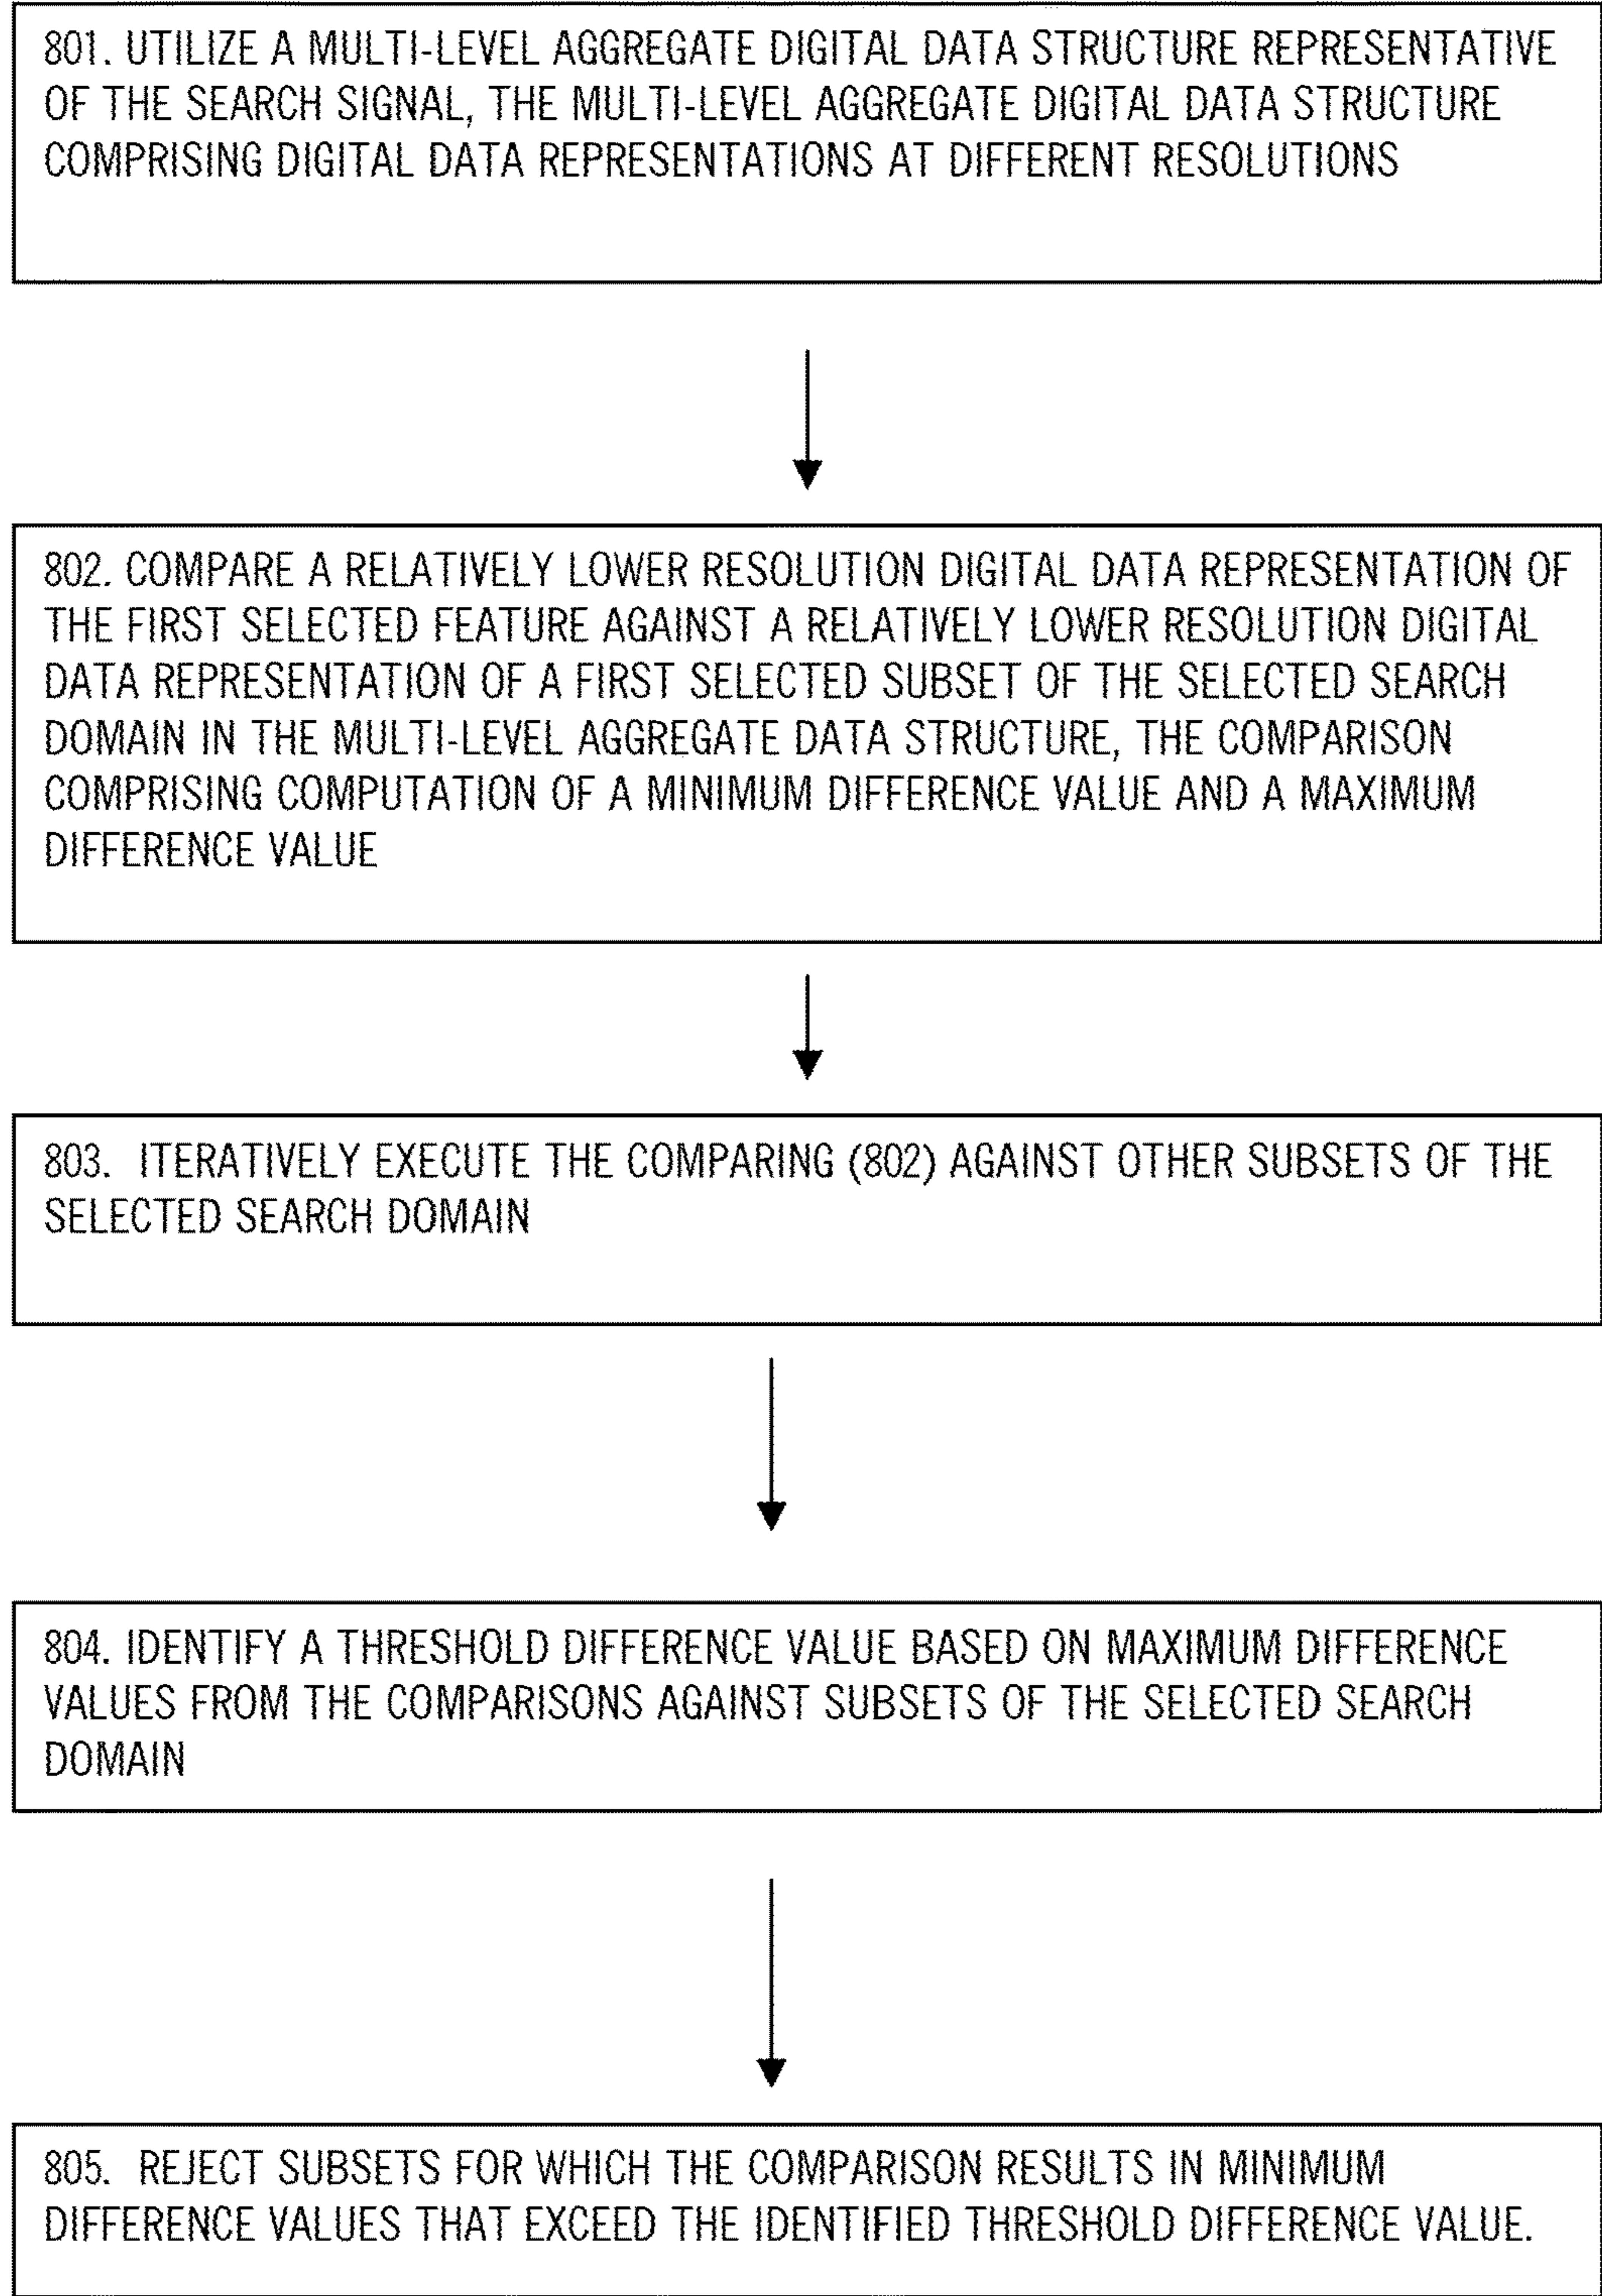 801. UTILIZE A MULTI-LEVEL AGGREGATE DIGITAL DATA STRUCTURE REPRESENTATIVE
OF THE SEARCH SIGNAL, THE MULTI-LEVEL AGGREGATE DIGITAL DATA STRUCTURE
COMPRISING DIGITAL DATA REPRESENTATIONS AT DIFFERENT RESOLUTIONS
802. COMPARE A RELATIVELY LOWER RESOLUTION DIGITAL DATA REPRESENTATION OF
THE FIRST SELECTED FEATURE AGAINST A RELATIVELY LOWER RESOLUTION DIGITAL
DATA REPRESENTATION OF A FIRST SELECTED SUBSET OF THE SELECTED SEARCH
DOMAIN IN THE MULTI-LEVEL AGGREGATE DATA STRUCTURE, THE COMPARISON
COMPRISING COMPUTATION OF A MINIMUM DIFFERENCE VALUE AND A MAXIMUM
DIFFERENCE VALUE
803. ITERATIVELY EXECUTE THE COMPARING (802) AGAINST OTHER SUBSETS OF THE
SELECTED SEARCH DOMAIN
804. IDENTIFY A THRESHOLD DIFFERENCE VALUE BASED ON MAXIMUM DIFFERENCE
VALUES FROM THE COMPARISONS AGAINST SUBSETS OF THE SELECTED SEARCH
DOMAIN
805. REJECT SUBSETS FOR WHICH THE COMPARISON RESULTS IN MINIMUM
DIFFERENCE VALUES THAT EXCEED THE IDENTIFIED THRESHOLD DIFFERENCE VALUE.